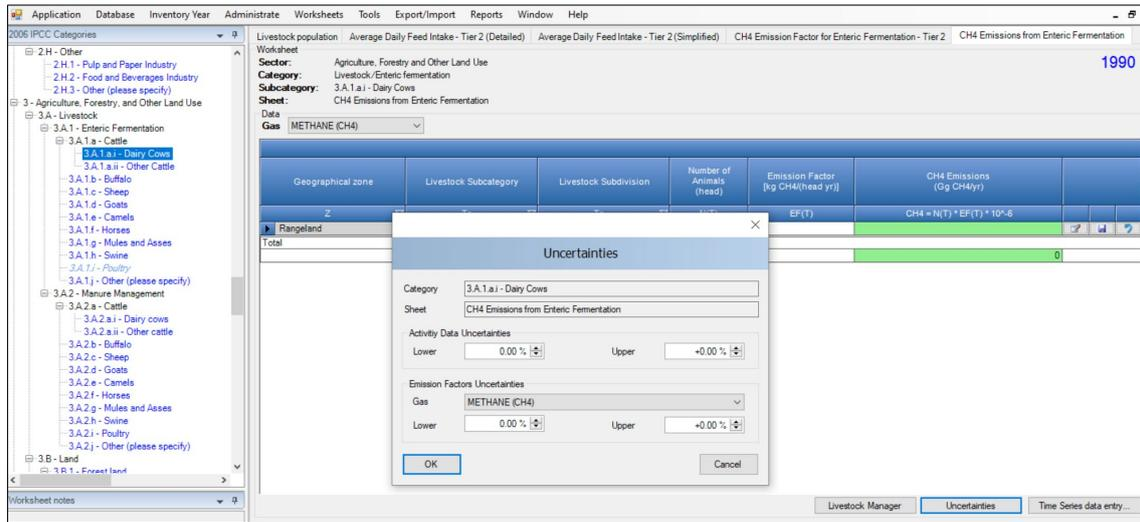 Application Database Inventory Year Administrate Worksheets Tools Export/Import Reports Window Help
2006 IPCC Categories
2.H - Other
2.H.1 - Pulp and Paper Industry
2.H.2 - Food and Beverages Industry
2.H.3 - Other (please specify)
3 - Agriculture, Forestry, and Other Land Use
3.A - Livestock
3.A.1 - Enteric Fermentation
3.A.1.a - Cattle
3.A.1.a.i - Dairy Cows
3.A.1.a.ii - Other Cattle
3.A.1.b - Buffalo
3.A.1.c - Sheep
3.A.1.d - Goats
3.A.1.e - Camels
3.A.1.f - Horses
3.A.1.g - Mules and Asses
3.A.1.h - Swine
3.A.1.i - Poultry
3.A.1.j - Other (please specify)
3.A.2 - Manure Management
3.A.2.a - Cattle
3.A.2.a.i - Dairy cows
3.A.2.a.ii - Other cattle
3.A.2.b - Buffalo
3.A.2.c - Sheep
3.A.2.d - Goats
3.A.2.e - Camels
3.A.2.f - Horses
3.A.2.g - Mules and Asses
3.A.2.h - Swine
3.A.2.i - Poultry
3.A.2.j - Other (please specify)
3.B - Land
3.B.1 - Forest land
Worksheet notes
Livestock population Average Daily Feed Intake - Tier 2 (Detailed) Average Daily Feed Intake - Tier 2 (Simplified) CH4 Emission Factor for Enteric Fermentation - Tier 2 CH4 Emissions from Enteric Fermentation
Worksheet
Sector: Agriculture, Forestry and Other Land Use
1990
Category: Livestock/Enteric fermentation
Subcategory: 3.A.1.a.i - Dairy Cows
Sheet: CH4 Emissions from Enteric Fermentation
Data
Gas METHANE (CH4)
Geographical zone
Livestock Subcategory
Livestock Subdivision
Number of
Animals
(head)
Emission Factor
[kg CH4/(head yr)]
CH4 Emissions
(Gg CH4/yr)
Z
EF(T) CH4 = N(T) * EF(T) * 10^-6
Rangeland
Total
0
Uncertainties
Category 3.A.1.a.i - Dairy Cows
Sheet CH4 Emissions from Enteric Fermentation
Activitiy Data Uncertainties
Lower 0.00 % Upper +0.00 %
Emission Factors Uncertainties
Gas METHANE (CH4)
Lower 0.00 % Upper +0.00 %
OK Cancel
Livestock Manager Uncertainties Time Series data entry...